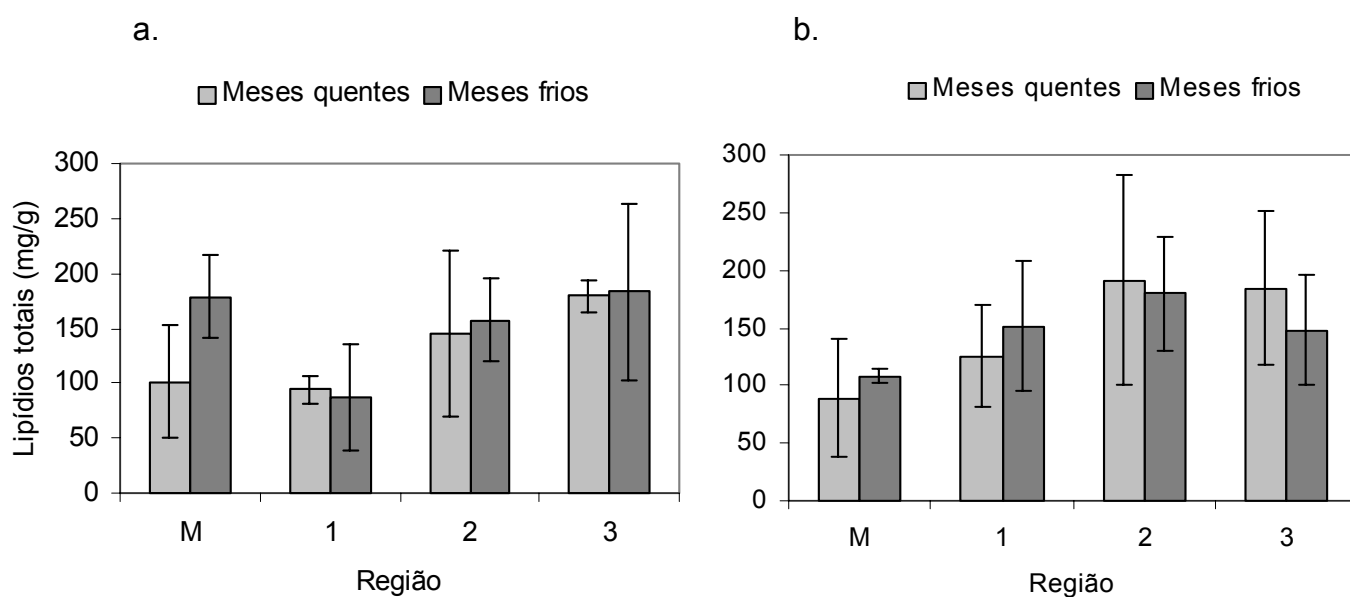 a.
Meses quentes Meses frios
Lipídios totais (mg/g)
300
250
200
150
100
50
0
M 1 2 3
Região
b.
Meses quentes Meses frios
300
250
200
150
100
50
0
M 1 2 3
Região